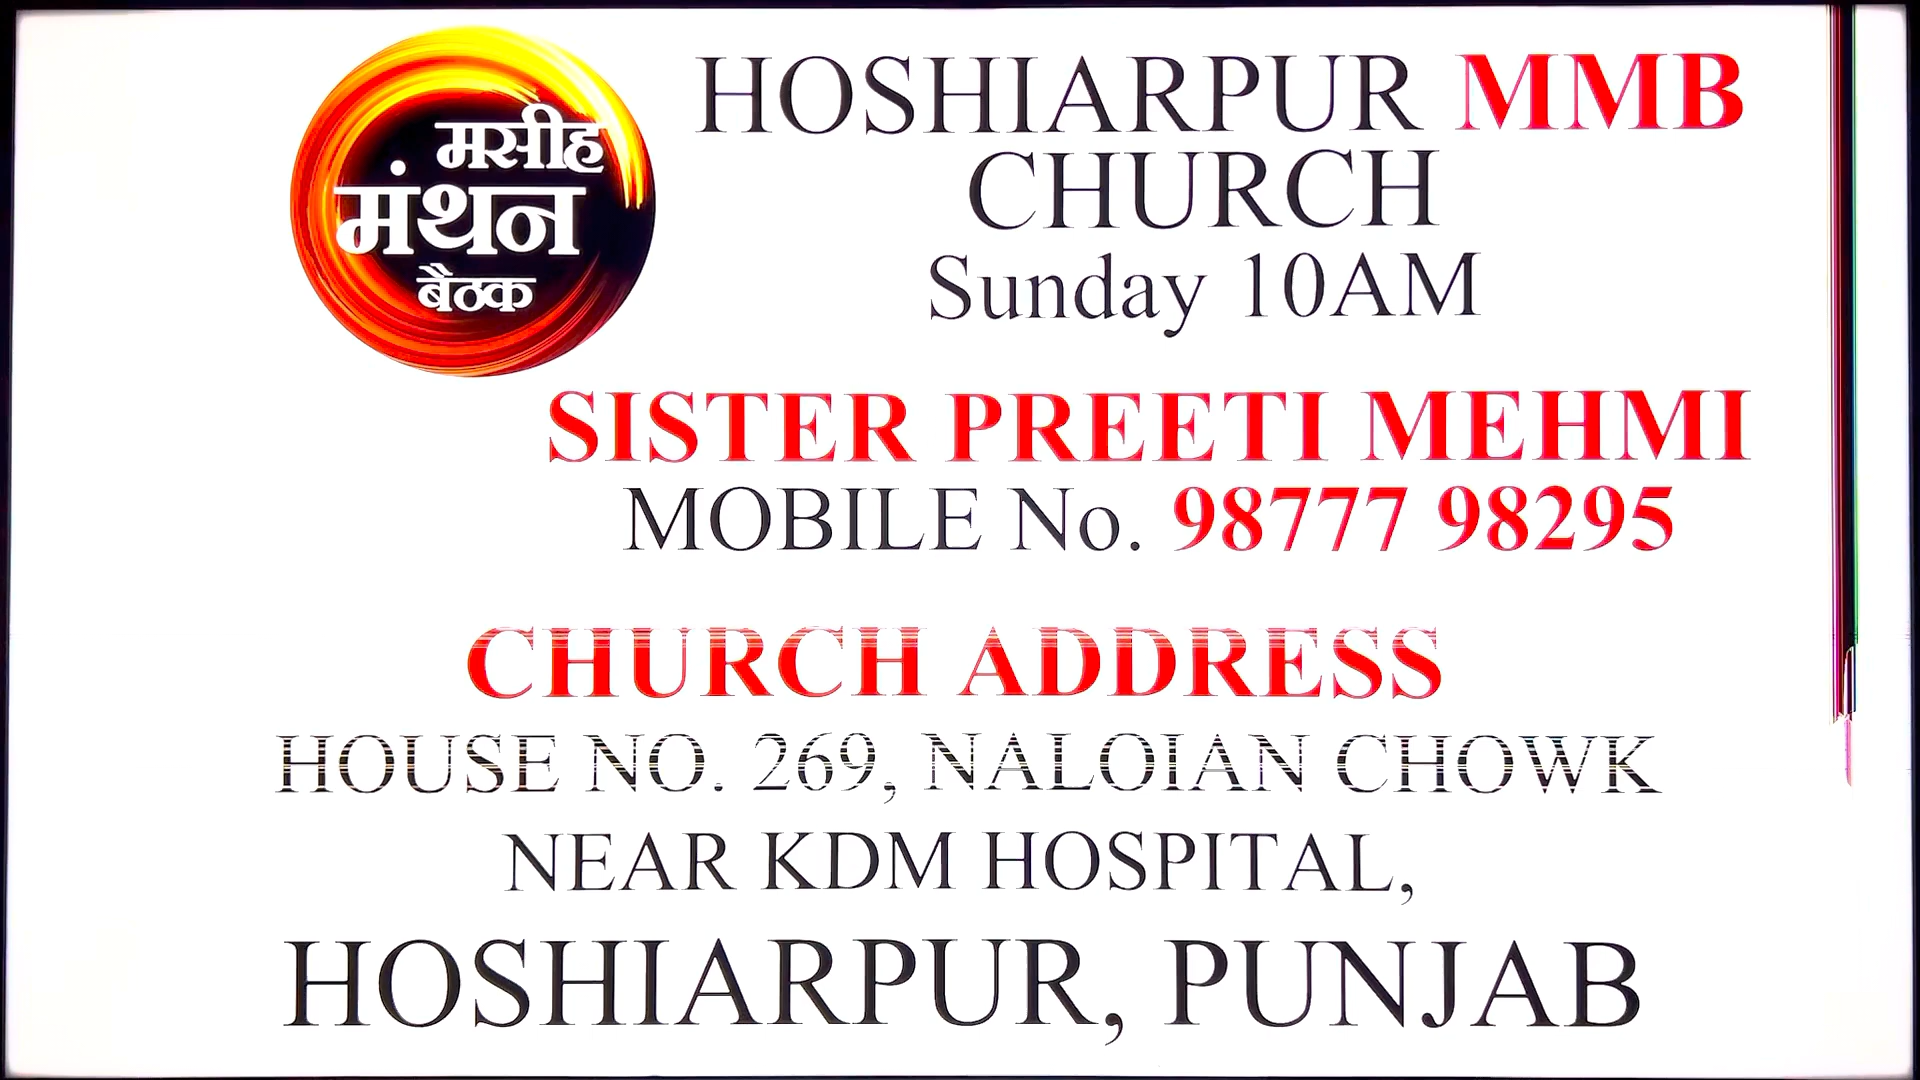 मसीह
मंथन
बैठक
HOSHIARPUR MMB
CHURCH
Sunday 10AM
SISTER PREETI MEHMI
MOBILE No. 98777 98295
CHURCH ADDRESS
HOUSE NO. 269, NALOIAN CHOWK
NEAR KDM HOSPITAL,
HOSHIARPUR, PUNJAB